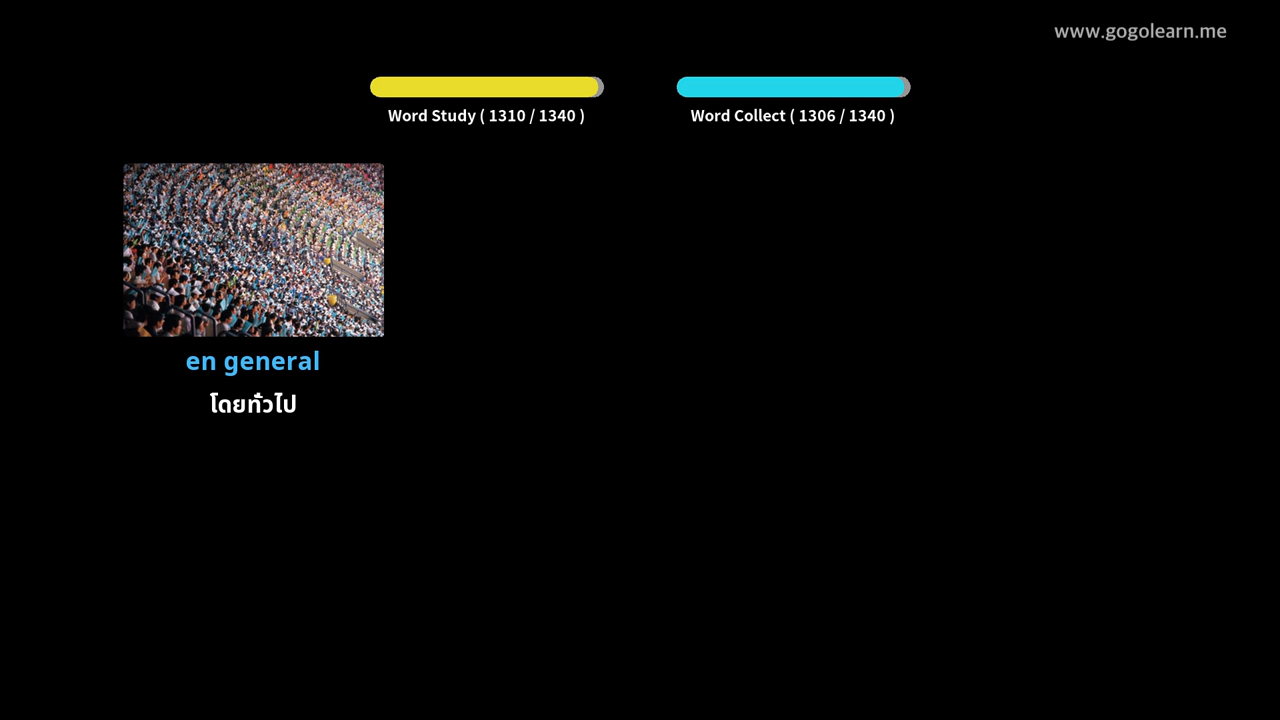 www.gogolearn.me
Word Study ( 1310 / 1340 )
Word Collect ( 1306 / 1340 )
en general
โดยทั่วไป